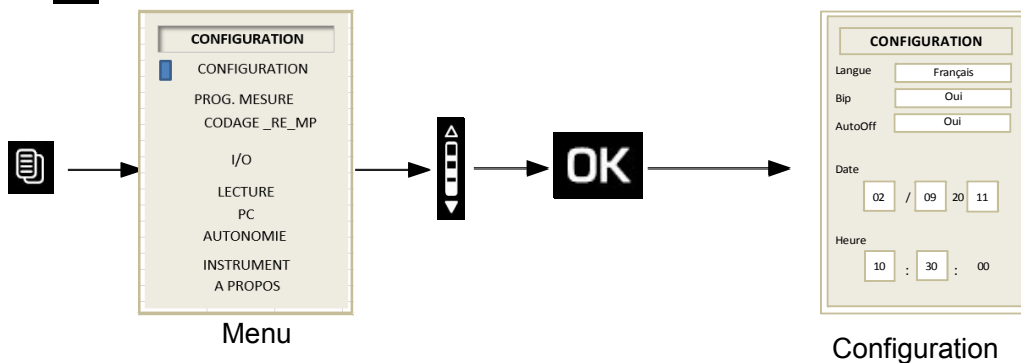 CONFIGURATION
CONFIGURATION
PROG. MESURE
CODAGE _RE_MP
I/O
LECTURE
PC
AUTONOMIE
INSTRUMENT
A PROPOS
Menu
OK
CONFIGURATION
Langue Français
Bip Oui
AutoOff Oui
Date
02 / 09 20 11
Heure
10 : 30 : 00
Configuration